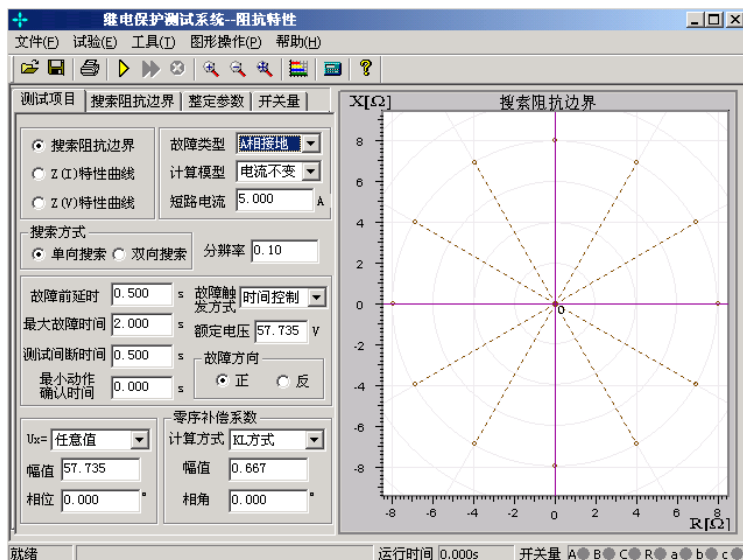 继电保护测试系统--阻抗特性
文件(F) 试验(E) 工具(T) 图形操作(P) 帮助(H)
测试项目 搜索阻抗边界 整定参数 开关量
搜索阻抗边界
Z(I)特性曲线
Z(V)特性曲线
故障类型 A相接地
计算模型 电流不变
短路电流 5.000 A
搜索方式
单向搜索 双向搜索 分辨率 0.10
故障前延时 0.500 s
最大故障时间 2.000 s
测试间断时间 0.500 s
最小动作
确认时间 0.000 s
故障触
发方式 时间控制
额定电压 57.735 V
故障方向
正 反
Ux= 任意值
幅值 57.735
相位 0.000 °
零序补偿系数
计算方式 KL方式
幅值 0.667
相角 0.000 °
X[Ω] 搜索阻抗边界
8
6
4
2
0
-2
-4
-6
-8
0
-8 -6 -4 -2 0 2 4 6 8
R[Ω]
就绪 运行时间 0.000s 开关量 A B C R a b c